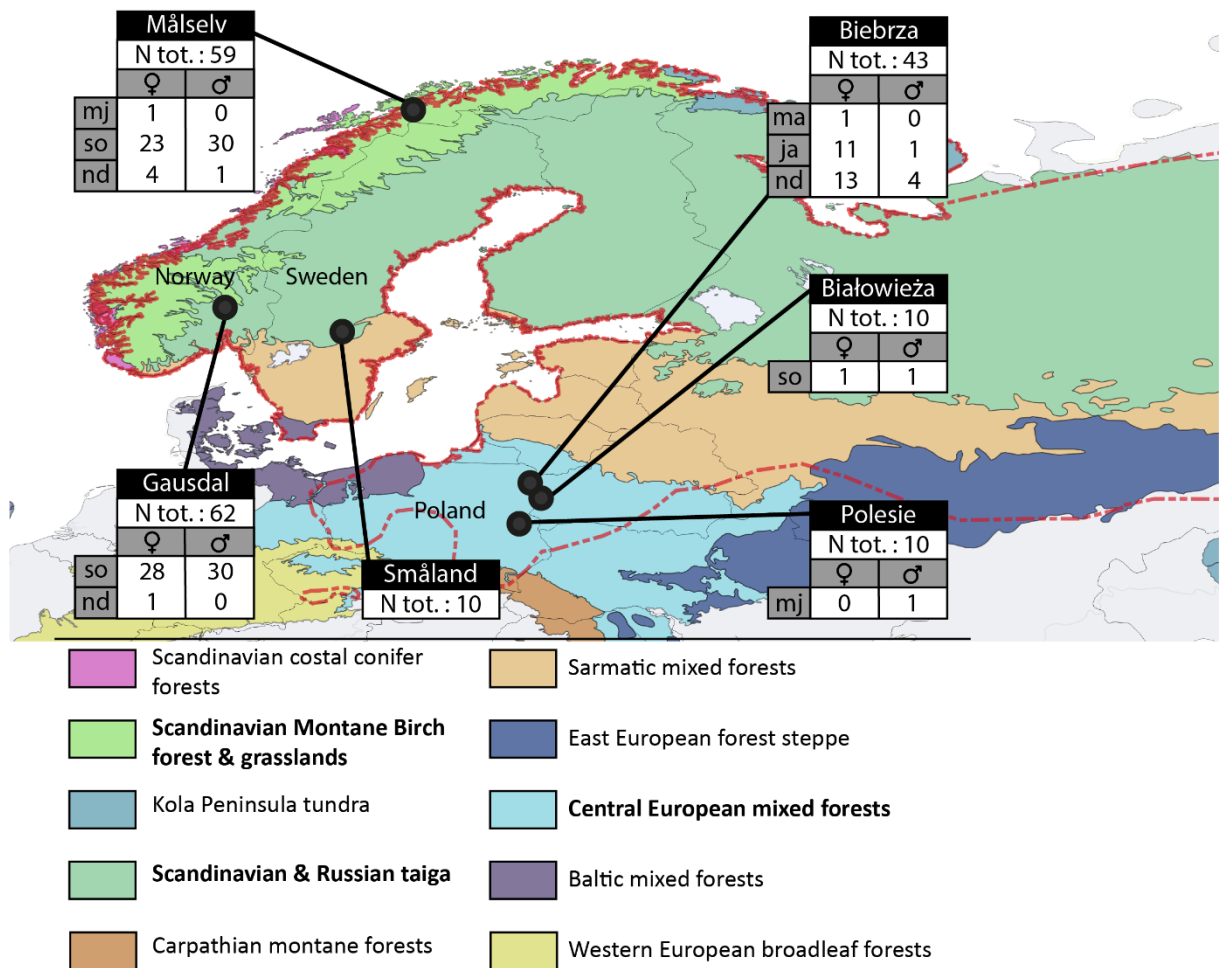 Målselv
N tot. : 59
♀ ♂
mj 1 0
so 23 30
nd 4 1
Biebrza
N tot. : 43
♀ ♂
ma 1 0
ja 11 1
nd 13 4
Norway
Sweden
Białowieża
N tot. : 10
♀ ♂
so 1 1
Gausdal
N tot. : 62
♀ ♂
so 28 30
nd 1 0
Poland
Småland
N tot. : 10
Polesie
N tot. : 10
♀ ♂
mj 0 1
Scandinavian costal conifer
forests
Scandinavian Montane Birch
forest & grasslands
Kola Peninsula tundra
Scandinavian & Russian taiga
Carpathian montane forests
Sarmatic mixed forests
East European forest steppe
Central European mixed forests
Baltic mixed forests
Western European broadleaf forests